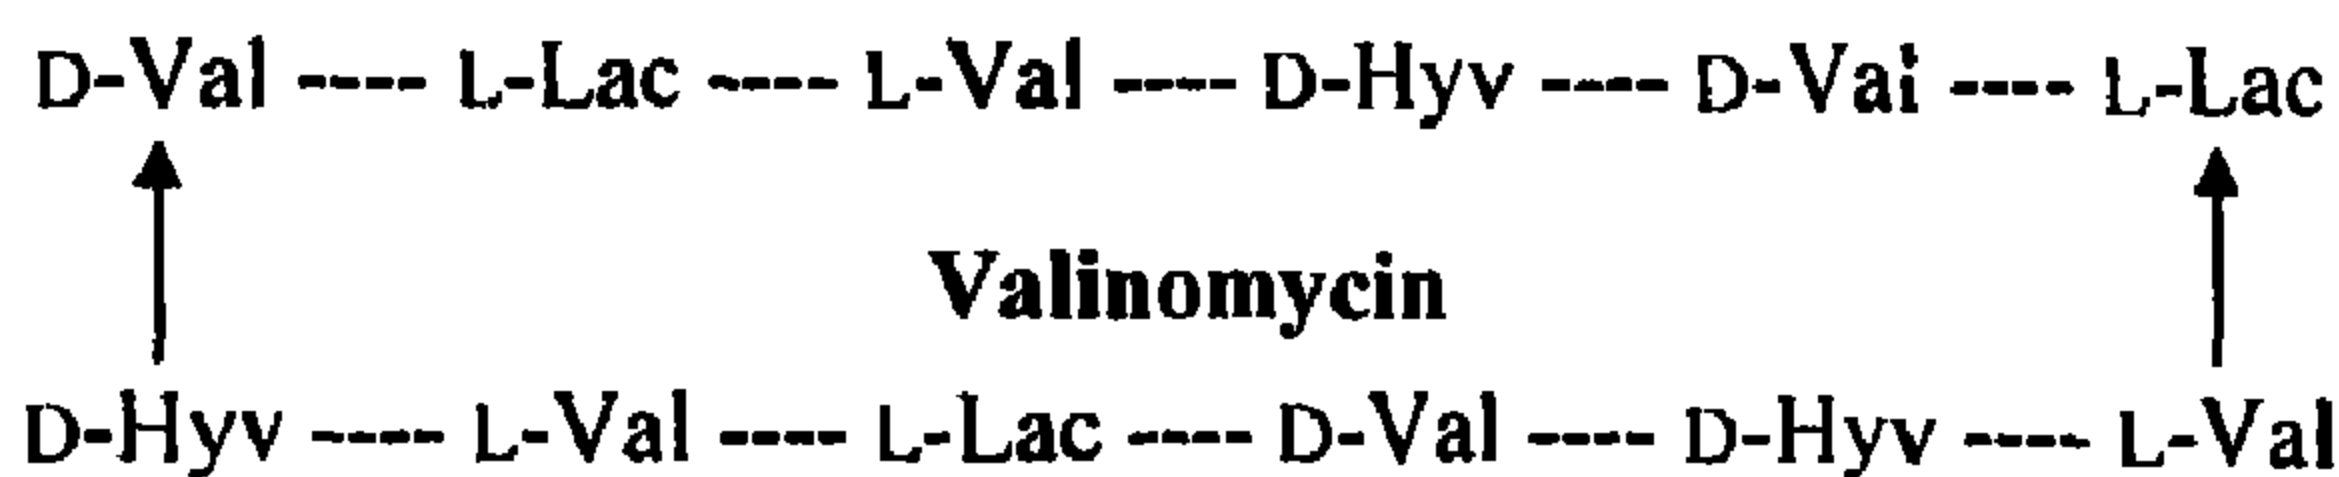 D-Val ---- L-Lac ---- L-Val ---- D-Hyv ---- D-Vai ---- L-Lac
Valinomycin
D-Hyv ---- L-Val ---- L-Lac ---- D-Val ---- D-Hyv ---- L-Val